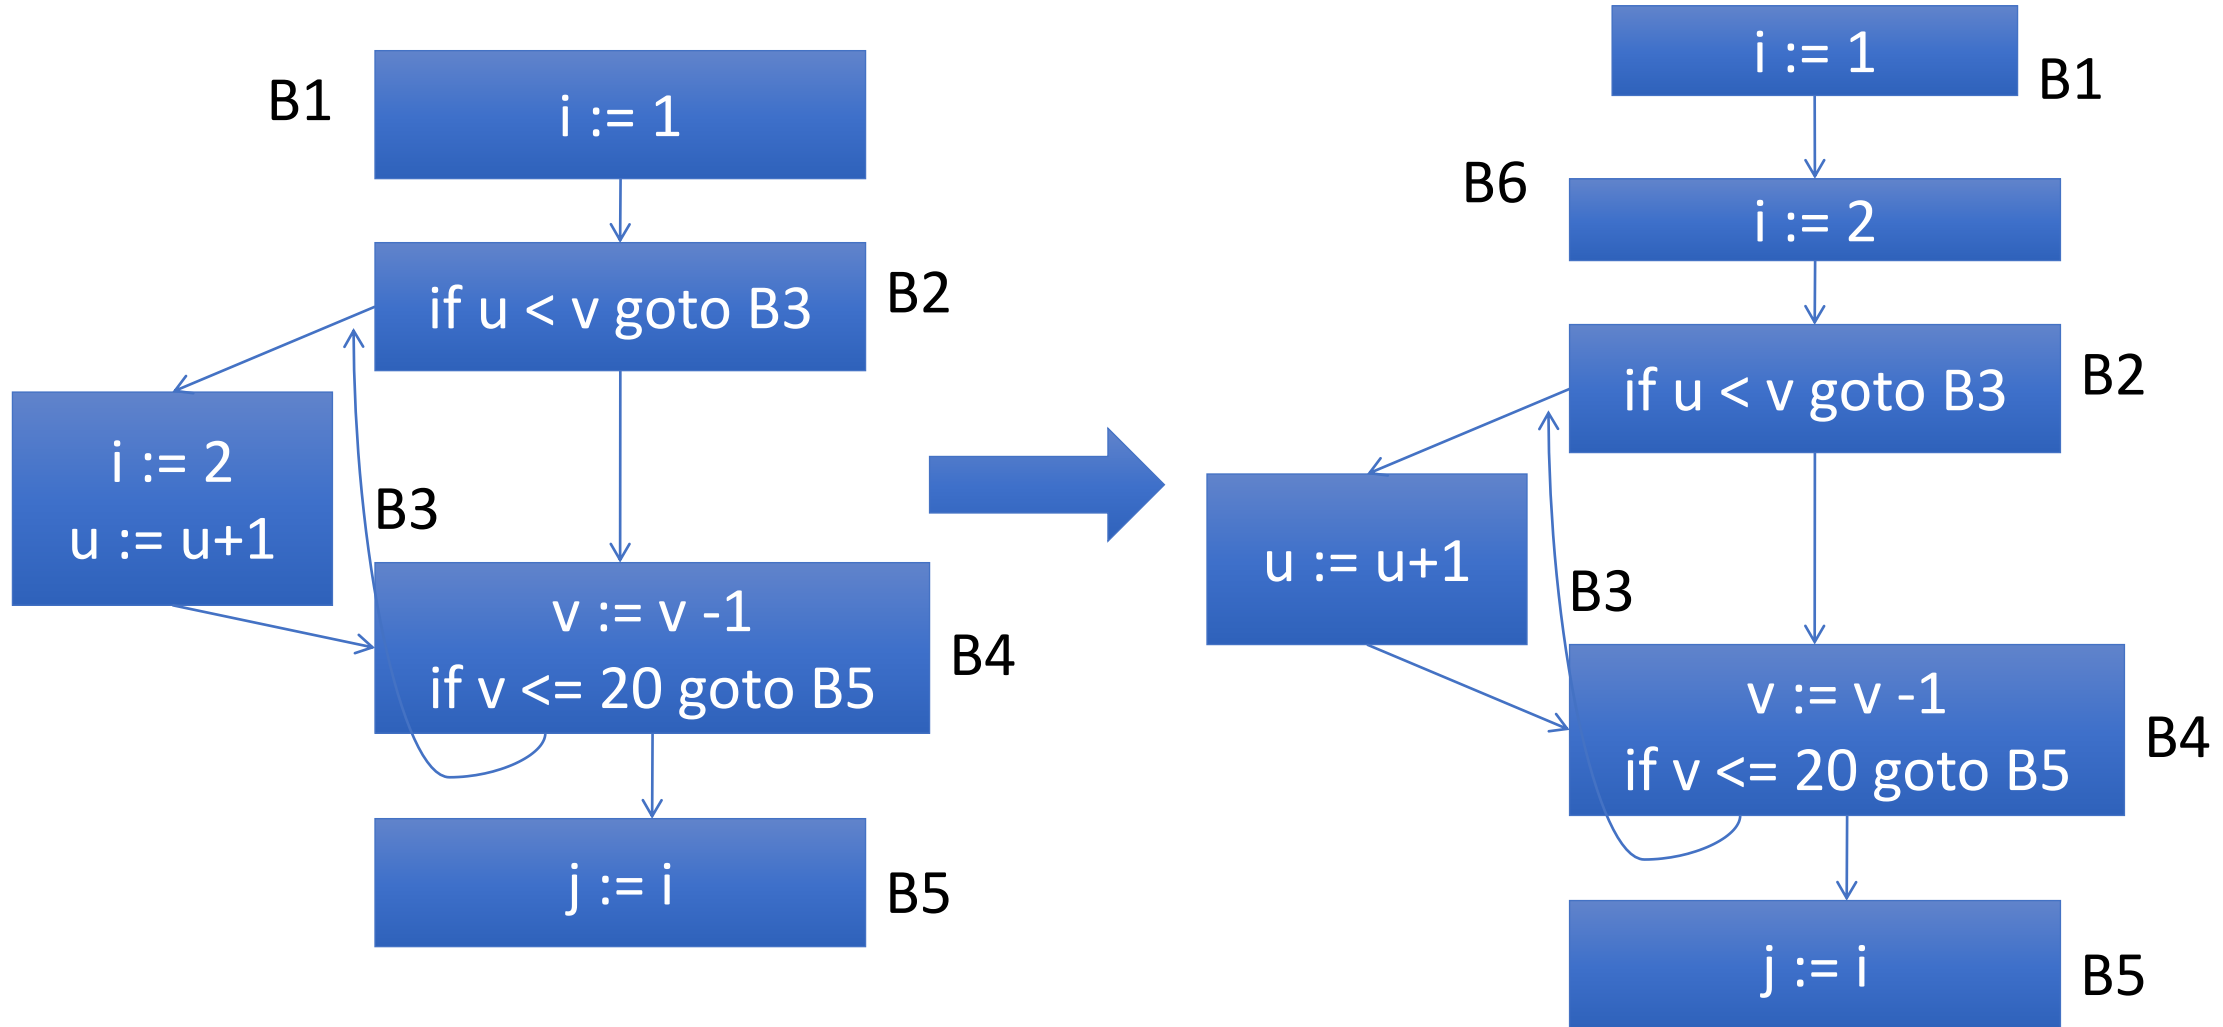 B1
i := 1
if u < v goto B3
B2
i := 2
u := u+1
B3
v := v -1
if v <= 20 goto B5
B4
j := i
B5
i := 1
B1
B6
i := 2
if u < v goto B3
B2
u := u+1
B3
v := v -1
if v <= 20 goto B5
B4
j := i
B5